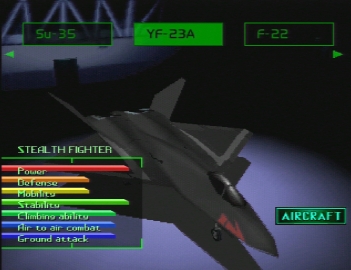 Su-35 YF-23A F-22
STEALTH FIGHTER
Power
Defense
Mobility
Stability
Climbing ability
Air to air combat
Ground attack
AIRCRAFT